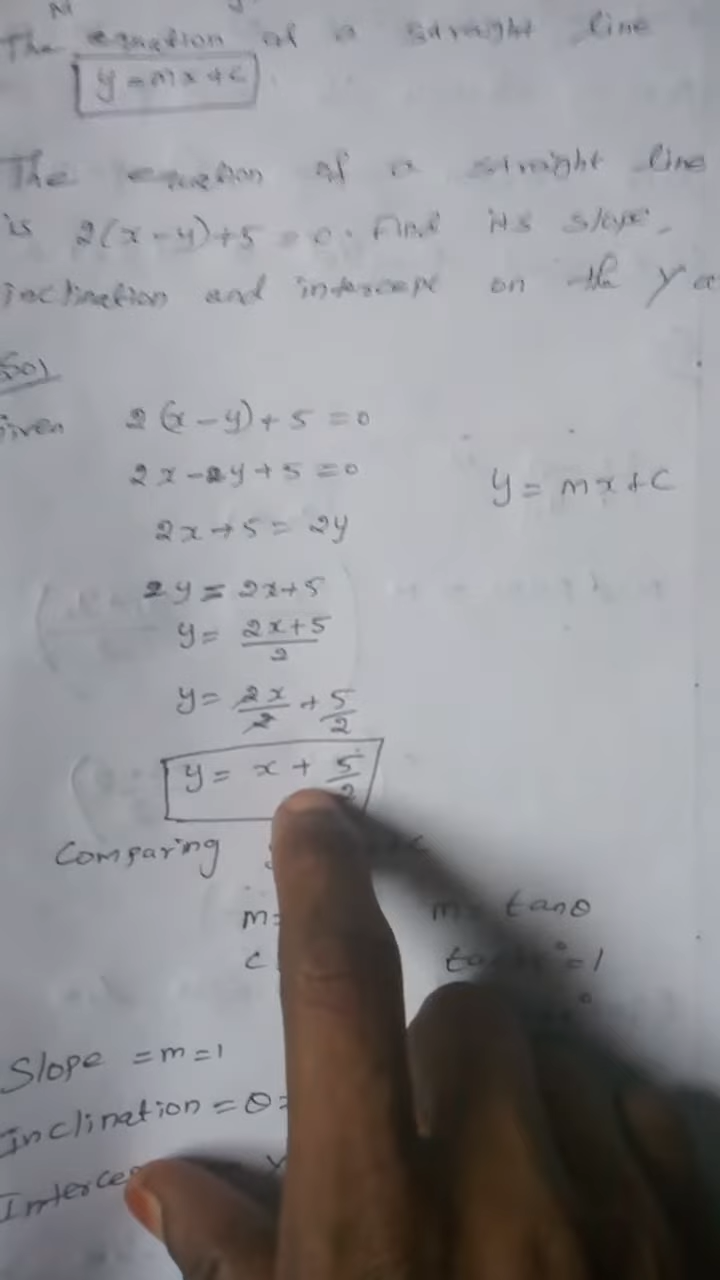 The equation of a straight line
y = mx + c
The equation of a straight line
is 2(x - y) + 5 = 0. Find its slope,
inclination and intercept on the Y
Sol
Given 2(x - y) + 5 = 0
2x - 2y + 5 = 0
y = mx + c
2x + 5 = 2y
2y = 2x + 5
y = (2x + 5)/2
y = 2x/2 + 5/2
y = x + 5/2
Comparing
m = m = tanθ
c = 1
Slope = m = 1
Inclination = θ =